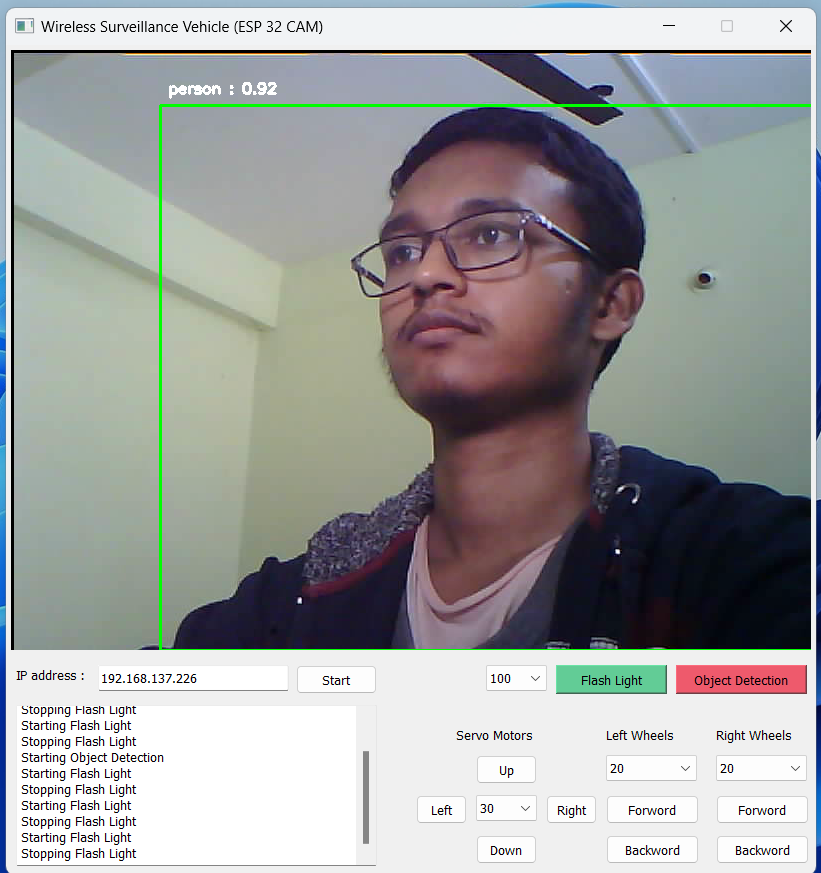 Wireless Surveillance Vehicle (ESP 32 CAM)
person : 0.92
IP address :
192.168.137.226
Start
100
Flash Light
Object Detection
Stopping Flash Light
Starting Flash Light
Stopping Flash Light
Starting Object Detection
Starting Flash Light
Stopping Flash Light
Starting Flash Light
Stopping Flash Light
Starting Flash Light
Stopping Flash Light
Servo Motors
Up
Left
30
Right
Down
Left Wheels
20
Forword
Backword
Right Wheels
20
Forword
Backword